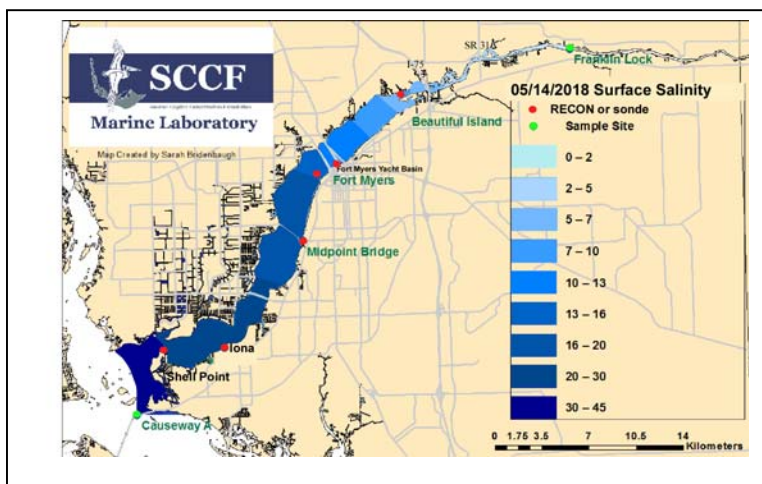 SCCF
Marine Laboratory
Map Created by Sarah Bodenbaugh
I-75
SR 31
Franklin Lock
05/14/2018 Surface Salinity
RECON or sonde
Sample Site
0 – 2
2 – 5
5 – 7
7 – 10
10 – 13
13 – 16
16 – 20
20 – 30
30 – 45
Beautiful Island
Fort Myers Yacht Basin
Fort Myers
Midpoint Bridge
Iona
Shell Point
Causeway A
0 1.75 3.5 7 10.5 14
Kilometers